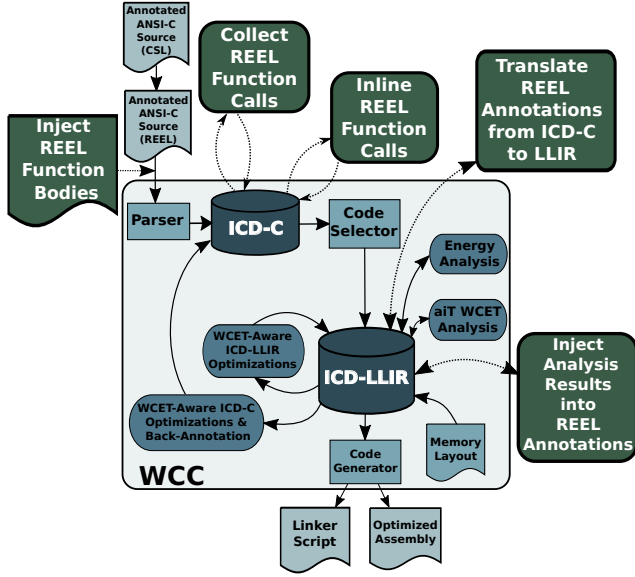 Annotated
ANSI-C
Source
(CSL)
Annotated
ANSI-C
Source
(REEL)
Collect
REEL
Function
Calls
Inline
REEL
Function
Calls
Translate
REEL
Annotations
from ICD-C
to LLIR
Inject
REEL
Function
Bodies
Parser
ICD-C
Code
Selector
Energy
Analysis
aiT WCET
Analysis
WCET-Aware
ICD-LLIR
Optimizations
ICD-LLIR
Inject
Analysis
Results
into
REEL
Annotations
WCET-Aware ICD-C
Optimizations &
Back-Annotation
Code
Generator
Memory
Layout
WCC
Linker
Script
Optimized
Assembly